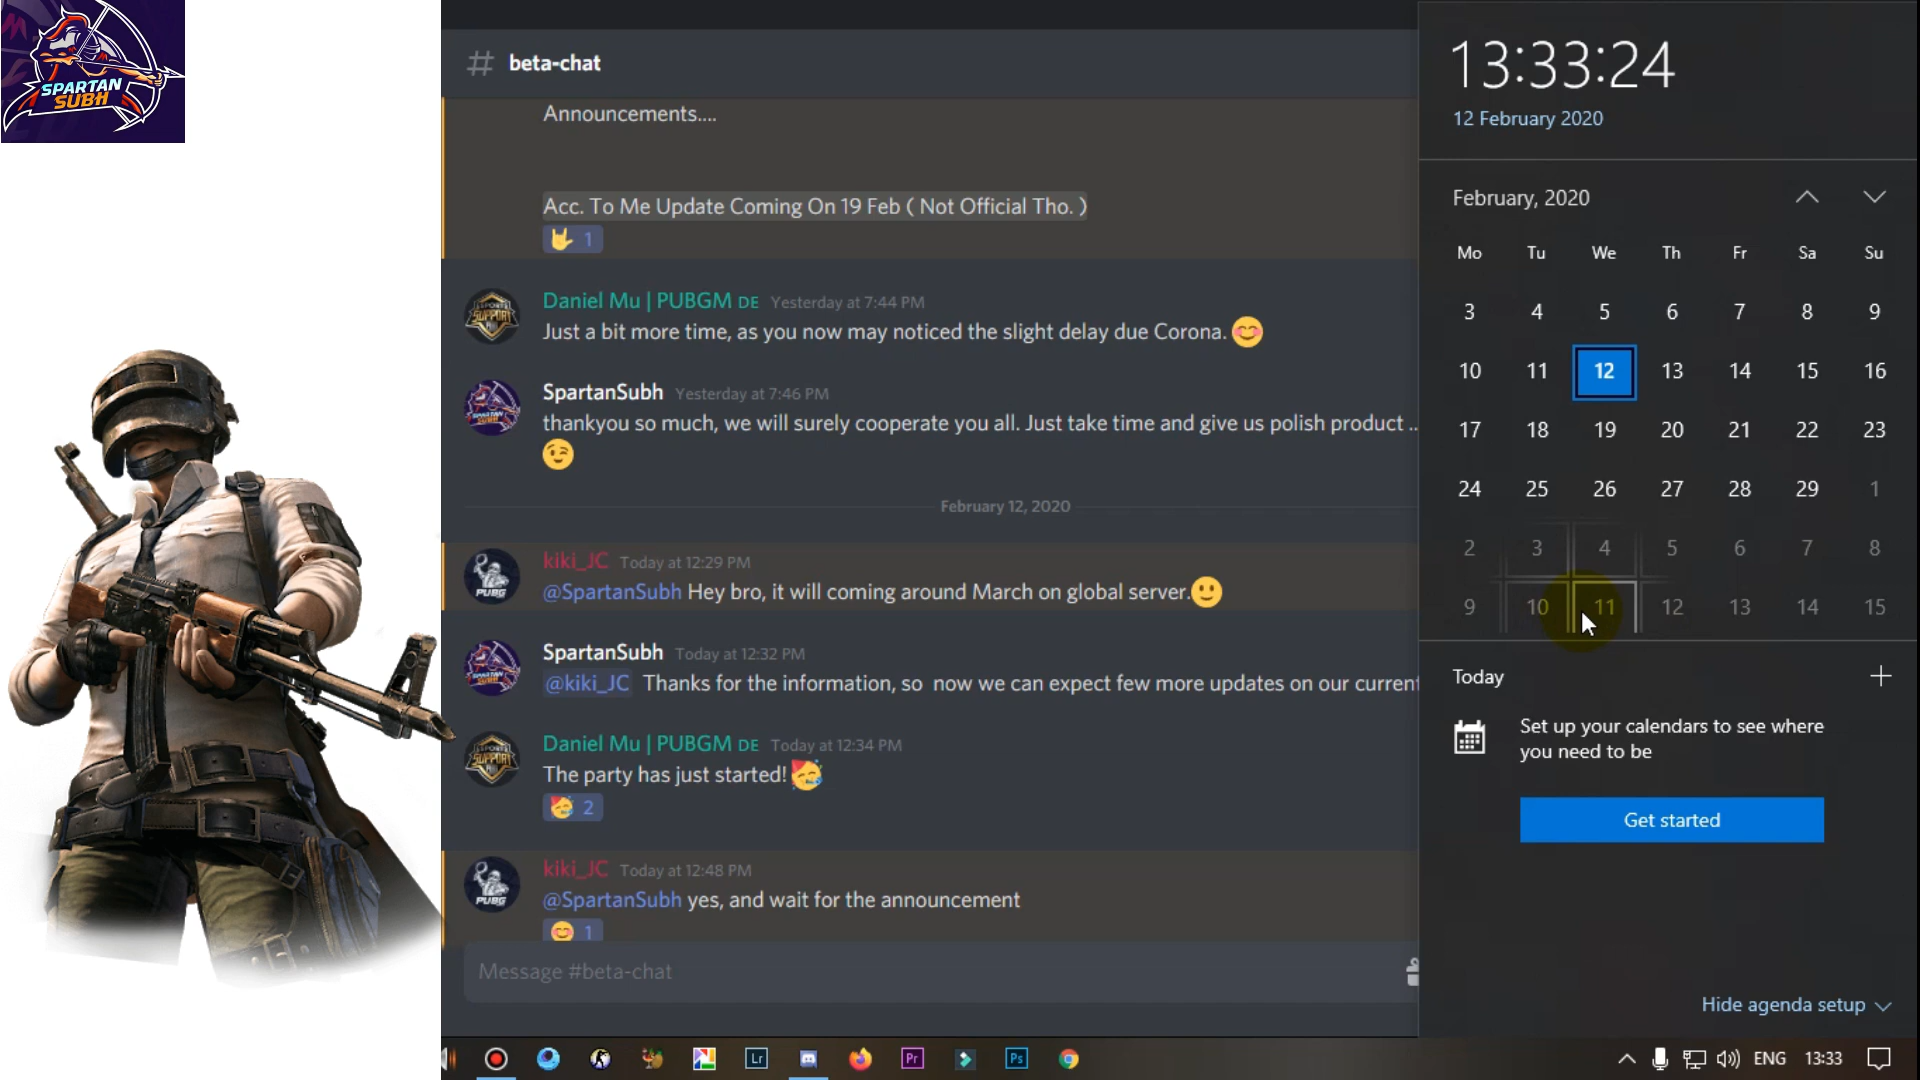 SPARTAN
SUBH
# beta-chat
Announcements....
Acc. To Me Update Coming On 19 Feb ( Not Official Tho. )
1
Daniel Mu | PUBGM DE Yesterday at 7:44 PM
Just a bit more time, as you now may noticed the slight delay due Corona. 😊
SpartanSubh Yesterday at 7:46 PM
thankyou so much, we will surely cooperate you all. Just take time and give us polish product ..
😉
February 12, 2020
kiki_JC Today at 12:29 PM
@SpartanSubh Hey bro, it will coming around March on global server.🙂
SpartanSubh Today at 12:32 PM
@kiki_JC Thanks for the information, so now we can expect few more updates on our current
Daniel Mu | PUBGM DE Today at 12:34 PM
The party has just started! 🥳
🥳 2
kiki_JC Today at 12:48 PM
@SpartanSubh yes, and wait for the announcement
😊 1
Message #beta-chat
PUBG
PUBG
13:33:24
12 February 2020
February, 2020
Mo Tu We Th Fr Sa Su
3 4 5 6 7 8 9
10 11 12 13 14 15 16
17 18 19 20 21 22 23
24 25 26 27 28 29 1
2 3 4 5 6 7 8
9 10 11 12 13 14 15
Today
Set up your calendars to see where
you need to be
Get started
Hide agenda setup
Lr Pr Ps ENG 13:33